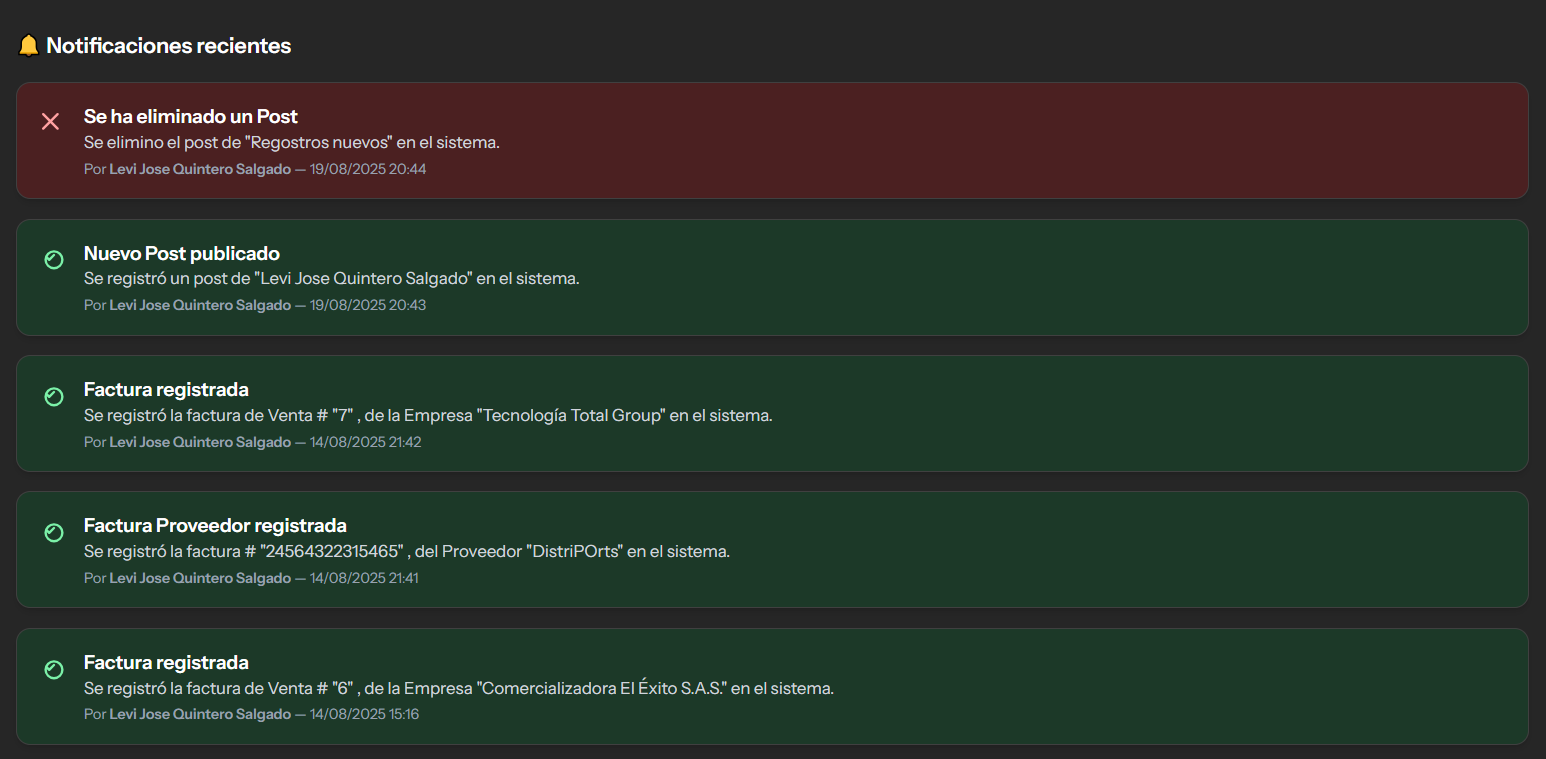 🔔 Notificaciones recientes
Se ha eliminado un Post
Se elimino el post de "Regostros nuevos" en el sistema.
Por Levi Jose Quintero Salgado — 19/08/2025 20:44
Nuevo Post publicado
Se registró un post de "Levi Jose Quintero Salgado" en el sistema.
Por Levi Jose Quintero Salgado — 19/08/2025 20:43
Factura registrada
Se registró la factura de Venta # "7" , de la Empresa "Tecnología Total Group" en el sistema.
Por Levi Jose Quintero Salgado — 14/08/2025 21:42
Factura Proveedor registrada
Se registró la factura # "24564322315465" , del Proveedor "DistriPOrts" en el sistema.
Por Levi Jose Quintero Salgado — 14/08/2025 21:41
Factura registrada
Se registró la factura de Venta # "6" , de la Empresa "Comercializadora El Éxito S.A.S." en el sistema.
Por Levi Jose Quintero Salgado — 14/08/2025 15:16